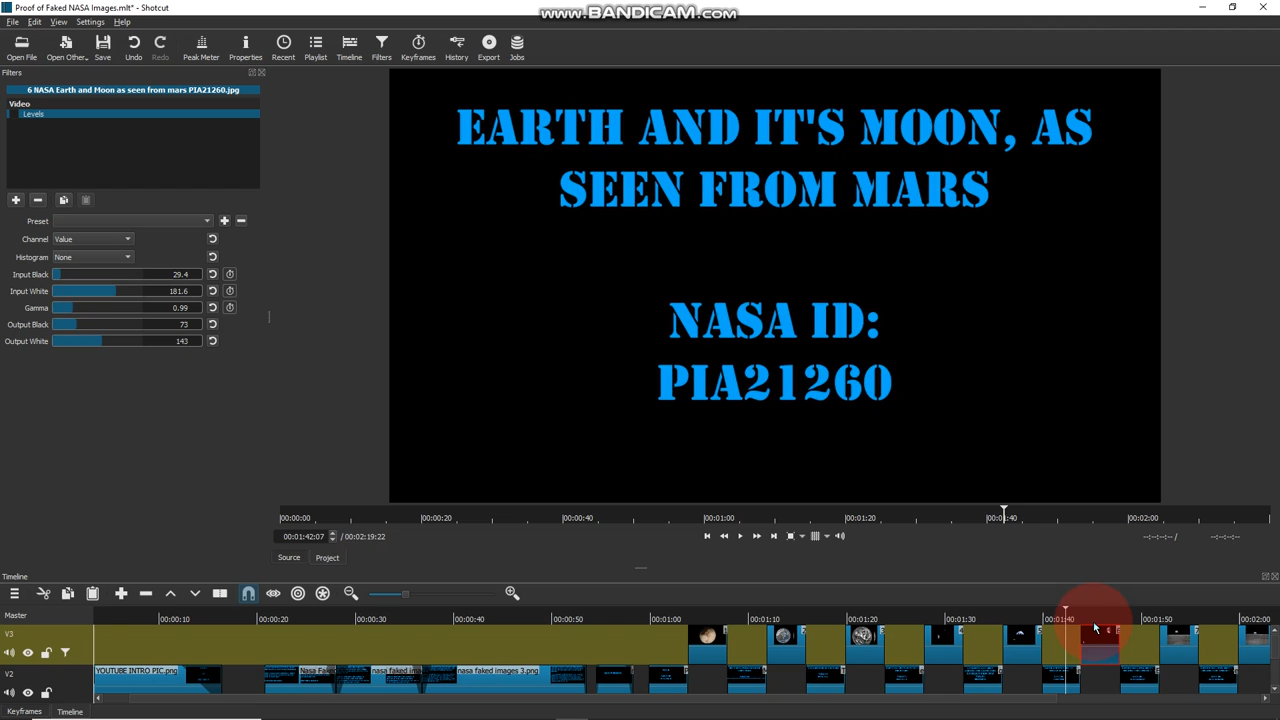 Proof of Faked NASA Images.mlt* - Shotcut
www.BANDICAM.com
File Edit View Settings Help
Open File Open Other.. Save Undo Redo Peak Meter Properties Recent Playlist Timeline Filters Keyframes History Export Jobs
Filters
6 NASA Earth and Moon as seen from mars PIA21260.jpg
Video
Levels
Preset
Channel Value
Histogram None
Input Black 29.4
Input White 181.6
Gamma 0.99
Output Black 73
Output White 143
EARTH AND IT'S MOON, AS
SEEN FROM MARS
NASA ID:
PIA21260
00:00:00 00:00:20 00:00:40 00:01:00 00:01:20 00:01:40 00:02:00
00:01:42:07 / 00:02:19:22 --:--:--:-- / --:--:--:--
Source Project
Timeline
Master 00:00:10 00:00:20 00:00:30 00:00:40 00:00:50 00:01:00 00:01:10 00:01:20 00:01:30 00:01:40 00:01:50 00:02:00
V3
V2
YOUTUBE INTRO PIC.png nasa faked images 3.png
Keyframes Timeline